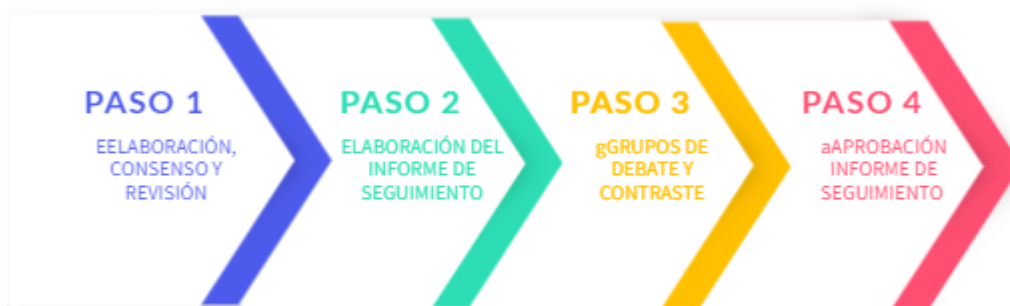 PASO 1
EELABORACIÓN,
CONSENSO Y
REVISIÓN
PASO 2
ELABORACIÓN DEL
INFORME DE
SEGUIMIENTO
PASO 3
gGRUPOS DE
DEBATE Y
CONTRASTE
PASO 4
aAPROBACIÓN
INFORME DE
SEGUIMIENTO